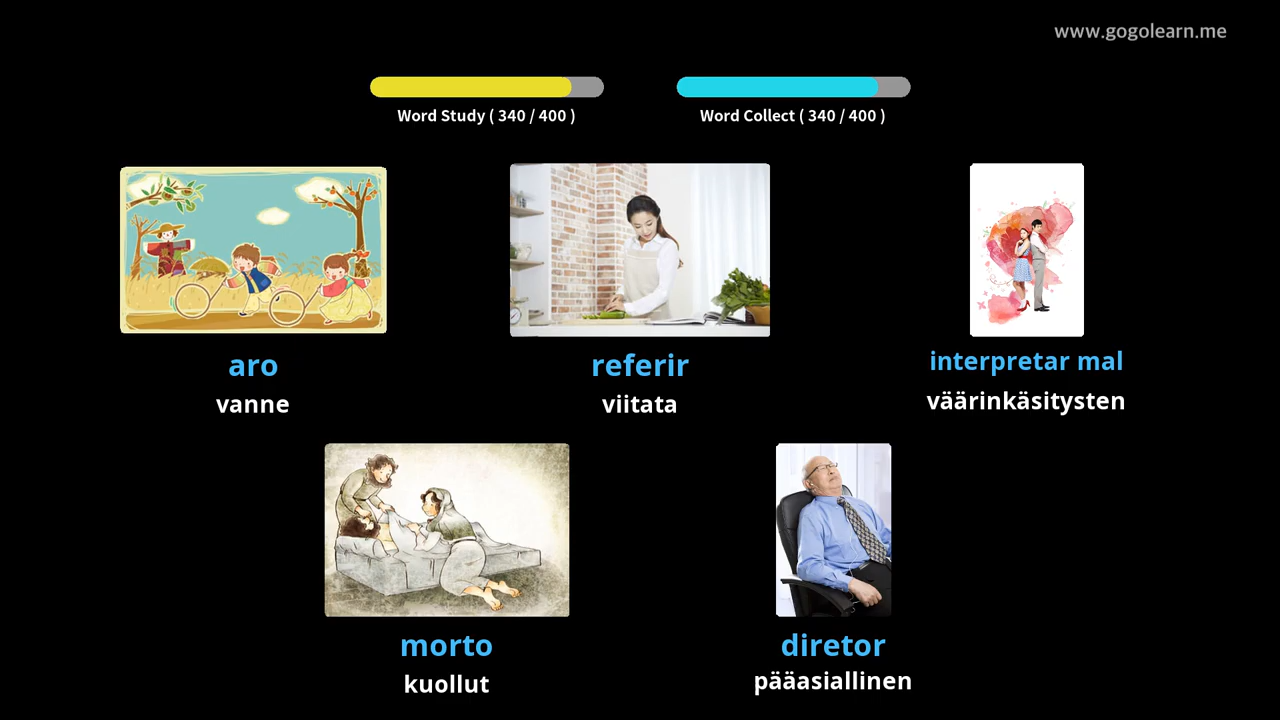 www.gogolearn.me
Word Study ( 340 / 400 )
Word Collect ( 340 / 400 )
aro
vanne
referir
viitata
interpretar mal
väärinkäsitysten
morto
kuollut
diretor
pääasiallinen